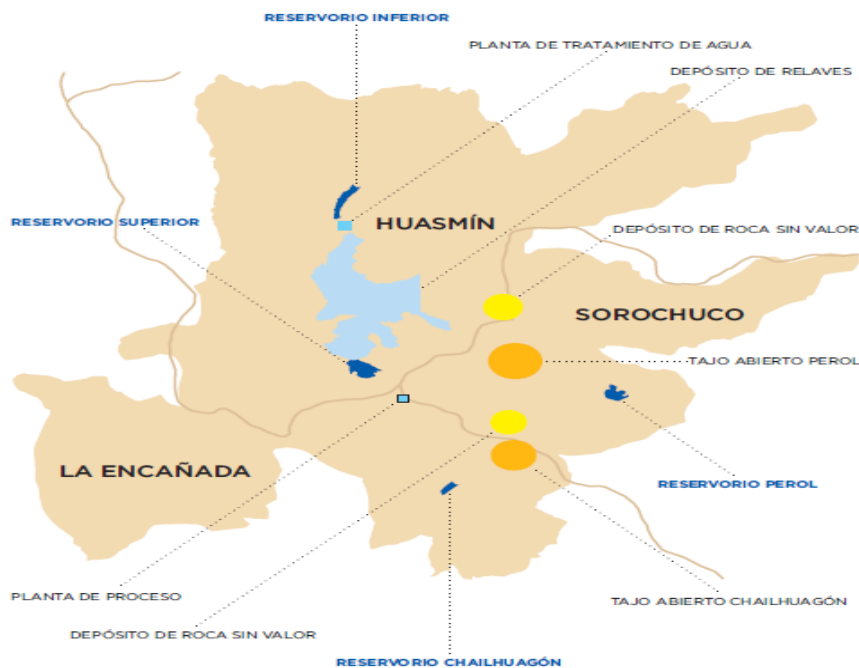 RESERVORIO INFERIOR
PLANTA DE TRATAMIENTO DE AGUA
DEPÓSITO DE RELAVES
RESERVORIO SUPERIOR
HUASMÍN
DEPÓSITO DE ROCA SIN VALOR
SOROCHUCO
TAJO ABIERTO PEROL
LA ENCAÑADA
RESERVORIO PEROL
PLANTA DE PROCESO
TAJO ABIERTO CHAILHUAGÓN
DEPÓSITO DE ROCA SIN VALOR
RESERVORIO CHAILHUAGÓN